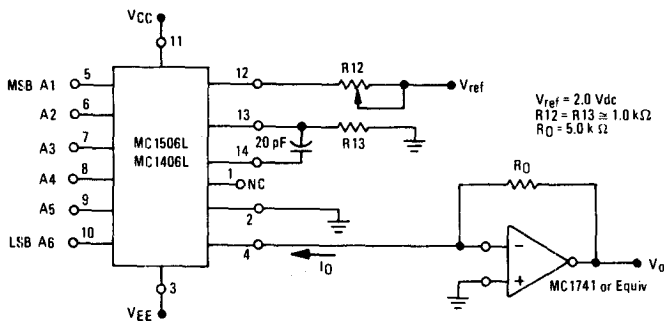 VCC
11
MSB A1 5
A2 6
A3 7
A4 8
A5 9
LSB A6 10
MC1506L
MC1406L
3
VEE
12
R12
Vref
13
20 pF
R13
14
1
NC
2
4
IO
Vref = 2.0 Vdc
R12 = R13 ≃ 1.0 kΩ
RO = 5.0 k Ω
RO
−
+
Vo
MC1741 or Equiv